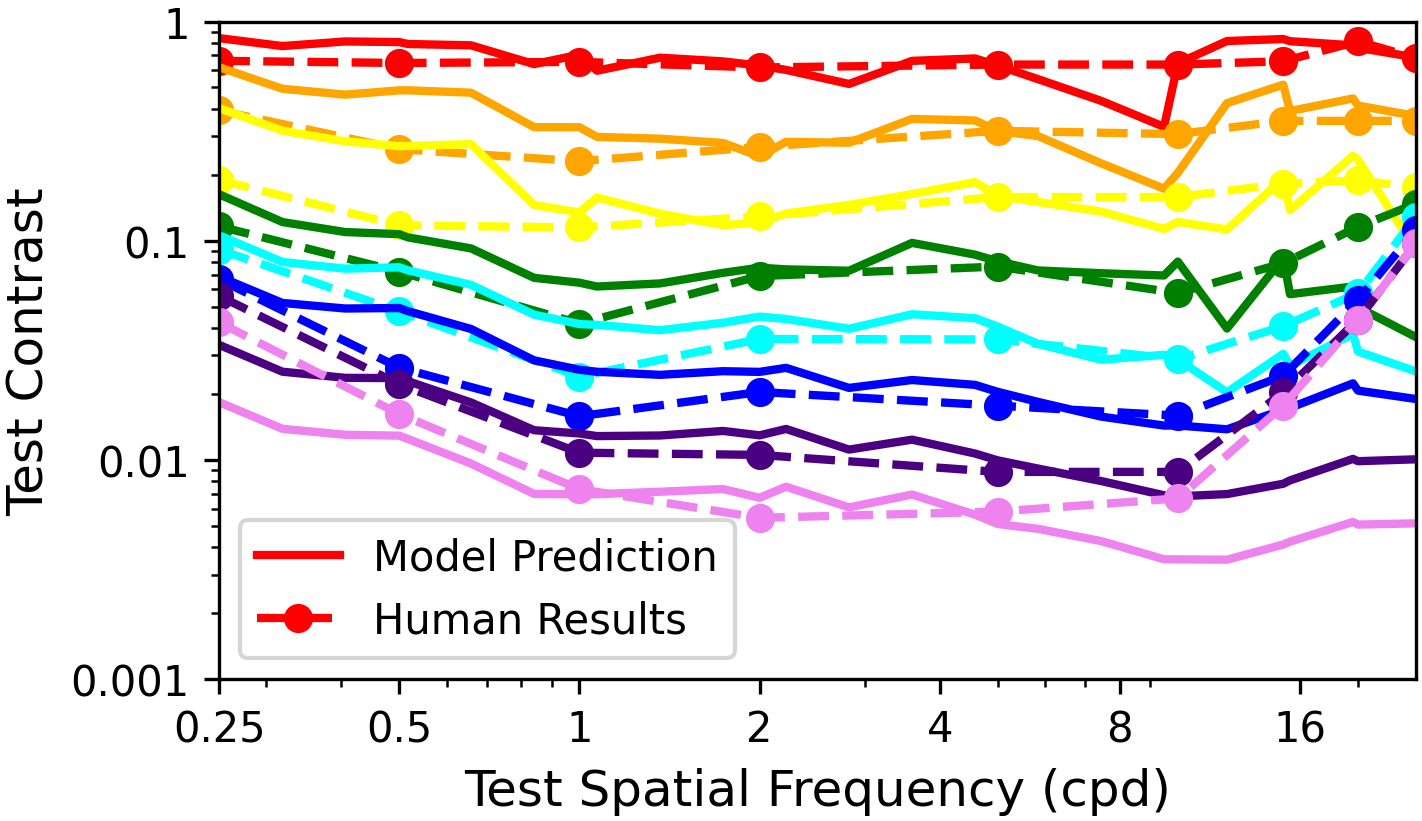 1
0.1
0.01
0.001
Test Contrast
Model Prediction
Human Results
0.25 0.5 1 2 4 8 16
Test Spatial Frequency (cpd)